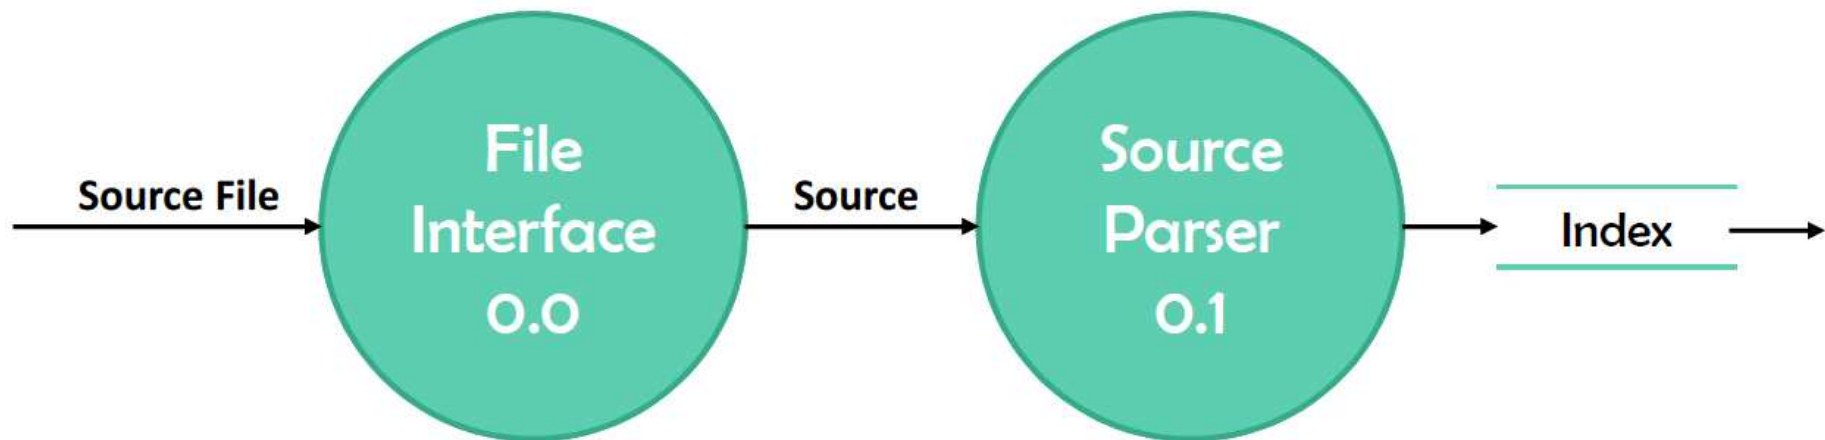 Source File
File
Interface
0.0
Source
Source
Parser
0.1
Index